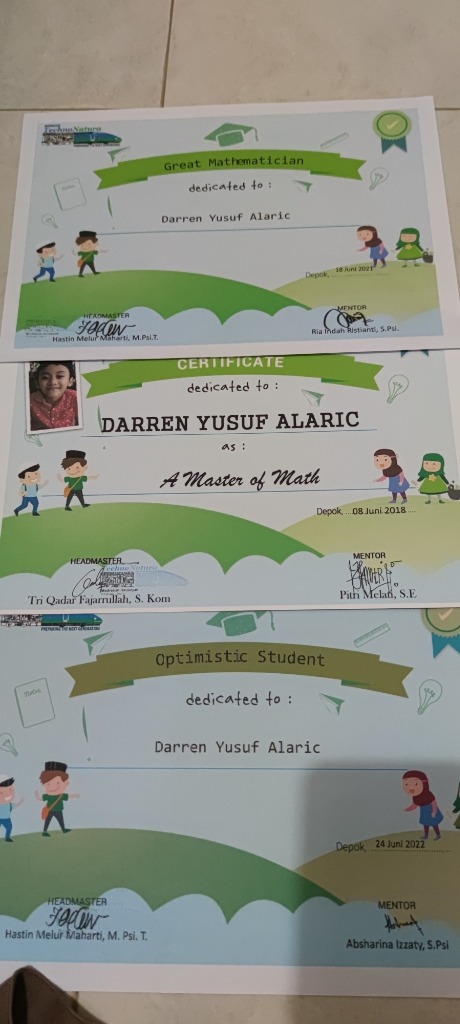 TechnoNatura
Great Mathematician
dedicated to :
Darren Yusuf Alaric
Depok, 18 Juni 2021
HEADMASTER
MENTOR
Hastin Melur Maharti, M.Psi.T.
Ria Indah Ristianti, S.Psi.
CERTIFICATE
dedicated to :
DARREN YUSUF ALARIC
as :
A Master of Math
Depok, ...08 Juni 2018....
HEADMASTER
MENTOR
TechnoNatura
Tri Qadar Fajarrullah, S. Kom
Pitri Melati, S.E
PREPARING THE NEXT GENERATION
Optimistic Student
dedicated to :
Darren Yusuf Alaric
Depok, 24 Juni 2022
HEADMASTER
MENTOR
Hastin Melur Maharti, M. Psi. T.
Absharina Izzaty, S.Psi